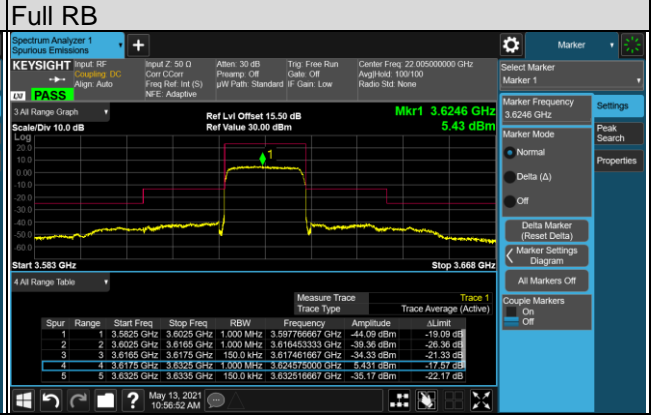 Full RB
Spectrum Analyzer 1
Spurious Emissions
Marker
KEYSIGHT
Input: RF
Coupling: DC
Align: Auto
Input Z: 50 Ω
Corr CCorr
Freq Ref: Int (S)
NFE: Adaptive
Atten: 30 dB
Preamp: Off
µW Path: Standard
Trig: Free Run
Gate: Off
IF Gain: Low
Center Freq: 22.005000000 GHz
Avg|Hold: 100/100
Radio Std: None
PASS
3 All Range Graph
Ref Lvl Offset 15.50 dB
Mkr1 3.6246 GHz
Scale/Div 10.0 dB
Ref Value 30.00 dBm
5.43 dBm
Log
20.0
10.0
0.00
-10.0
-20.0
-30.0
-40.0
-50.0
-60.0
1
Start 3.583 GHz
Stop 3.668 GHz
4 All Range Table
Measure Trace Trace 1
Trace Type Trace Average (Active)
Spur Range Start Freq Stop Freq RBW Frequency Amplitude ΔLimit
1 1 3.5825 GHz 3.6025 GHz 1.000 MHz 3.597766667 GHz -44.09 dBm -19.09 dB
2 2 3.6025 GHz 3.6165 GHz 1.000 MHz 3.616453333 GHz -39.36 dBm -26.36 dB
3 3 3.6165 GHz 3.6175 GHz 150.0 kHz 3.617461667 GHz -34.33 dBm -21.33 dB
4 4 3.6175 GHz 3.6325 GHz 1.000 MHz 3.624575000 GHz 5.431 dBm -17.57 dB
5 5 3.6325 GHz 3.6335 GHz 150.0 kHz 3.632516667 GHz -35.17 dBm -22.17 dB
May 13, 2021
10:56:52 AM
Select Marker
Marker 1
Marker Frequency
3.6246 GHz
Marker Mode
Normal
Delta (Δ)
Off
Delta Marker
(Reset Delta)
Marker Settings
Diagram
All Markers Off
Couple Markers
On
Off
Settings
Peak
Search
Properties